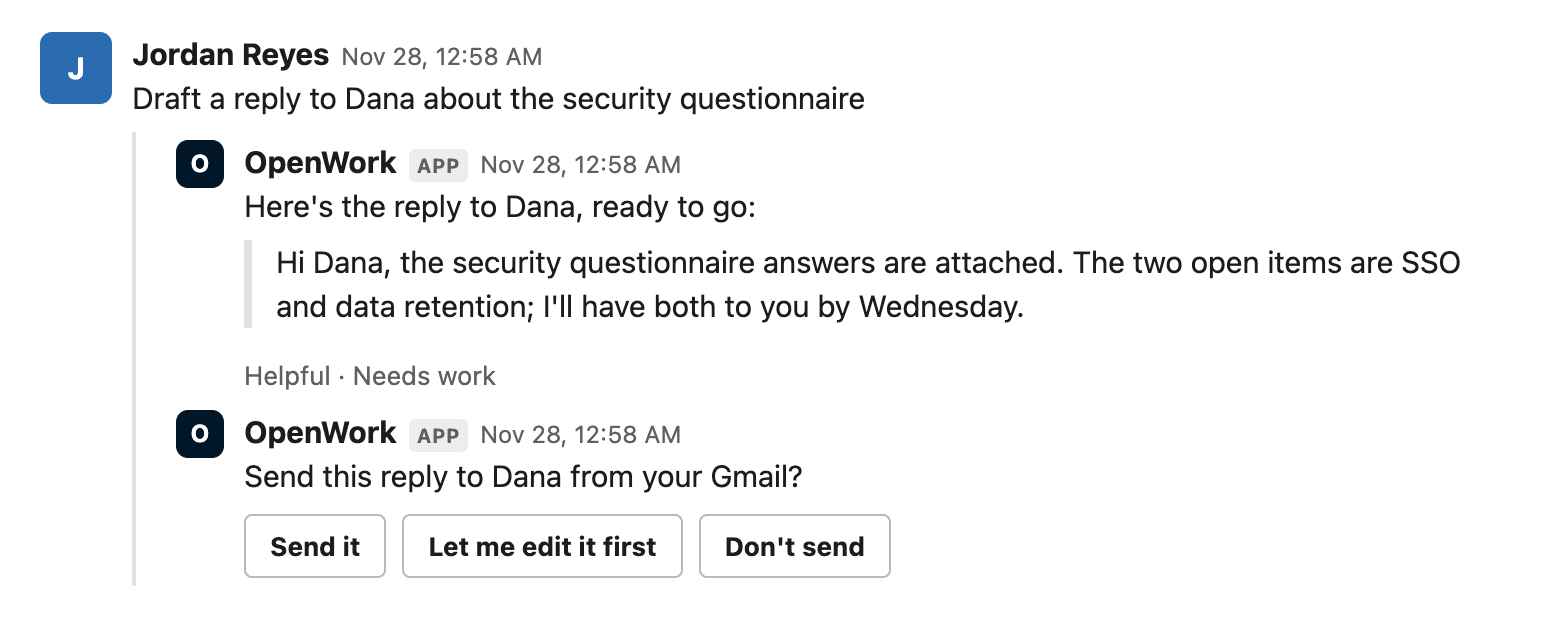 J
Jordan Reyes Nov 28, 12:58 AM
Draft a reply to Dana about the security questionnaire
O
OpenWork APP Nov 28, 12:58 AM
Here's the reply to Dana, ready to go:
Hi Dana, the security questionnaire answers are attached. The two open items are SSO
and data retention; I'll have both to you by Wednesday.
Helpful · Needs work
O
OpenWork APP Nov 28, 12:58 AM
Send this reply to Dana from your Gmail?
Send it Let me edit it first Don't send